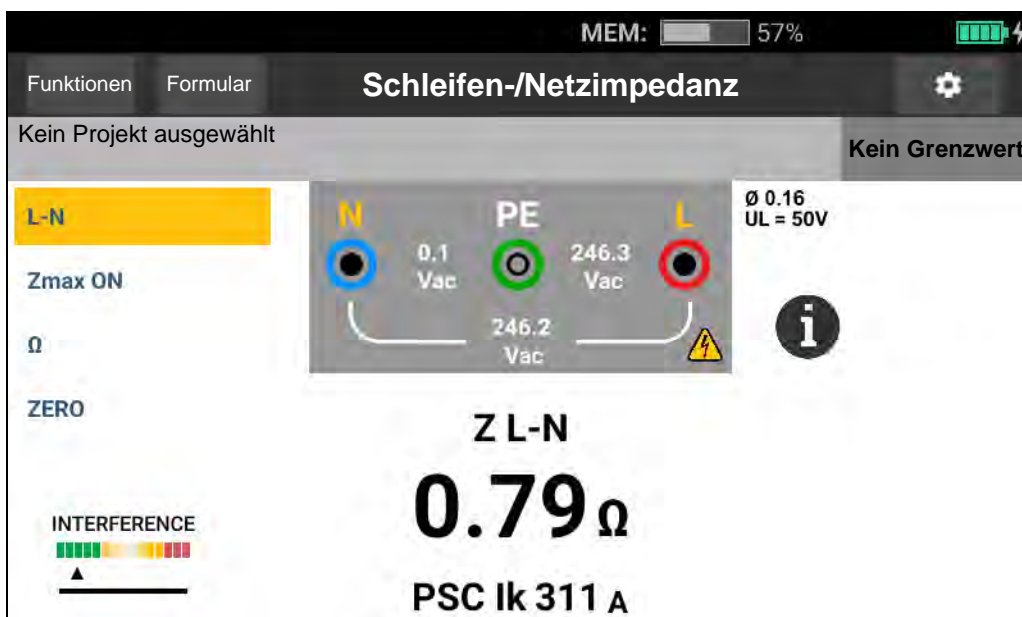 MEM: 57%
Funktionen Formular Schleifen-/Netzimpedanz
Kein Projekt ausgewählt
Kein Grenzwert
L-N
Zmax ON
Ω
ZERO
INTERFERENCE
N PE L
0.1 Vac
246.3 Vac
246.2 Vac
Ø 0.16
UL = 50V
i
Z L-N
0.79 Ω
PSC Ik 311 A